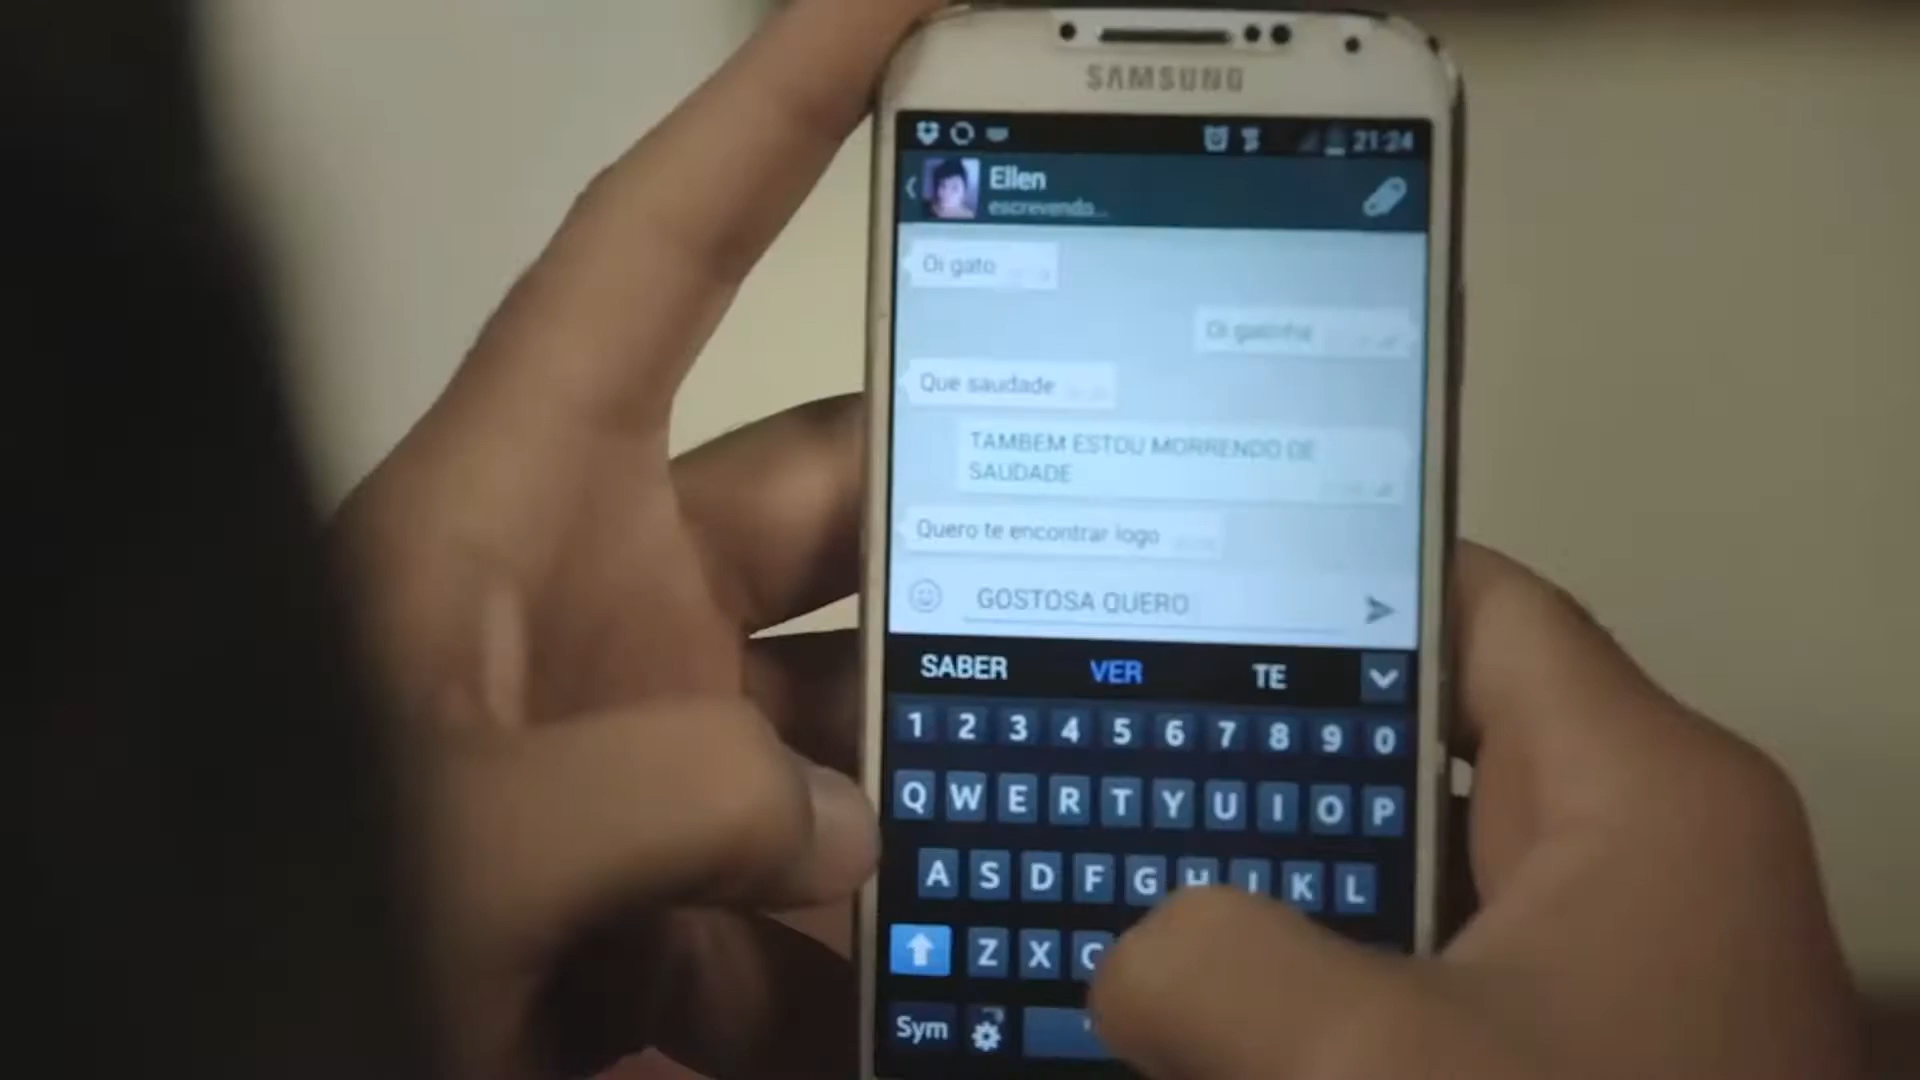 SAMSUNG
21:24
Ellen
escrevendo...
Oi gato
Oi gatinha
Que saudade
TAMBEM ESTOU MORRENDO DE
SAUDADE
Quero te encontrar logo
GOSTOSA QUERO
SABER VER TE
1 2 3 4 5 6 7 8 9 0
Q W E R T Y U I O P
A S D F G H J K L
Z X C
Sym